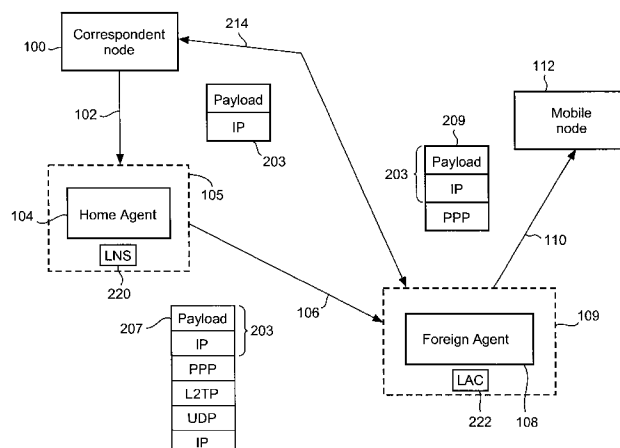 Correspondent
node
100
214
112
Mobile
node
102
Payload
IP
203
209
203
Payload
IP
PPP
105
104
Home Agent
LNS
220
110
106
207
Payload
IP
203
PPP
L2TP
UDP
IP
109
Foreign Agent
LAC
222
108